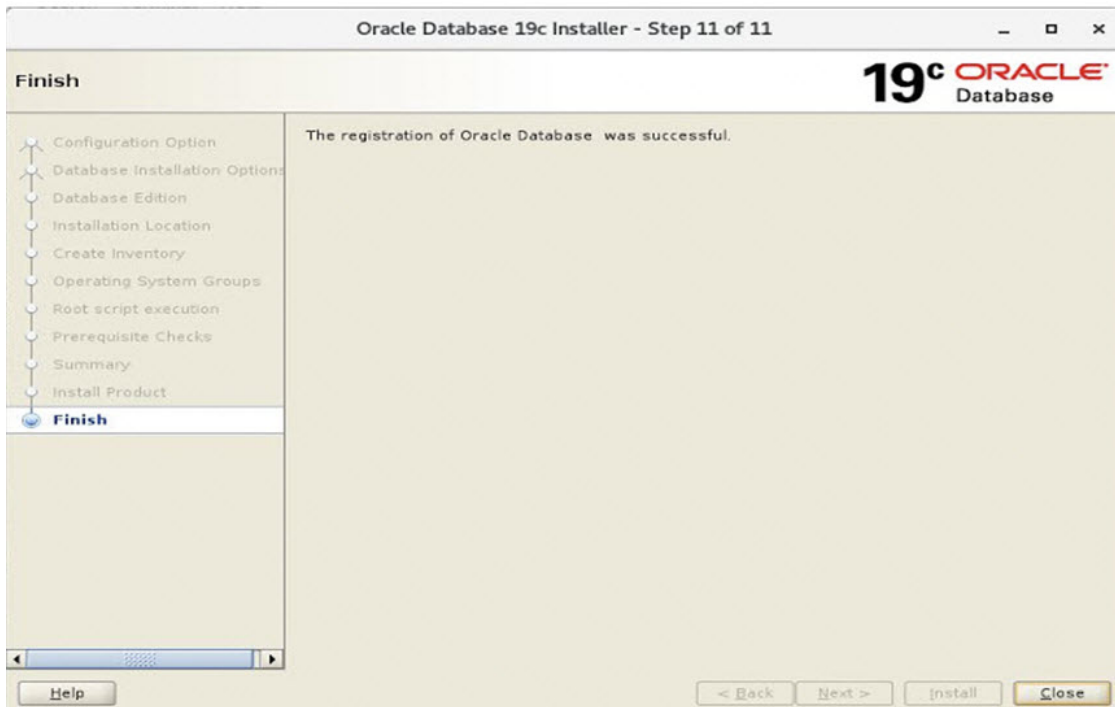 Oracle Database 19c Installer - Step 11 of 11
Finish
19c ORACLE
Database
Configuration Option
Database Installation Options
Database Edition
Installation Location
Create Inventory
Operating System Groups
Root script execution
Prerequisite Checks
Summary
Install Product
Finish
The registration of Oracle Database was successful.
Help
< Back
Next >
Install
Close